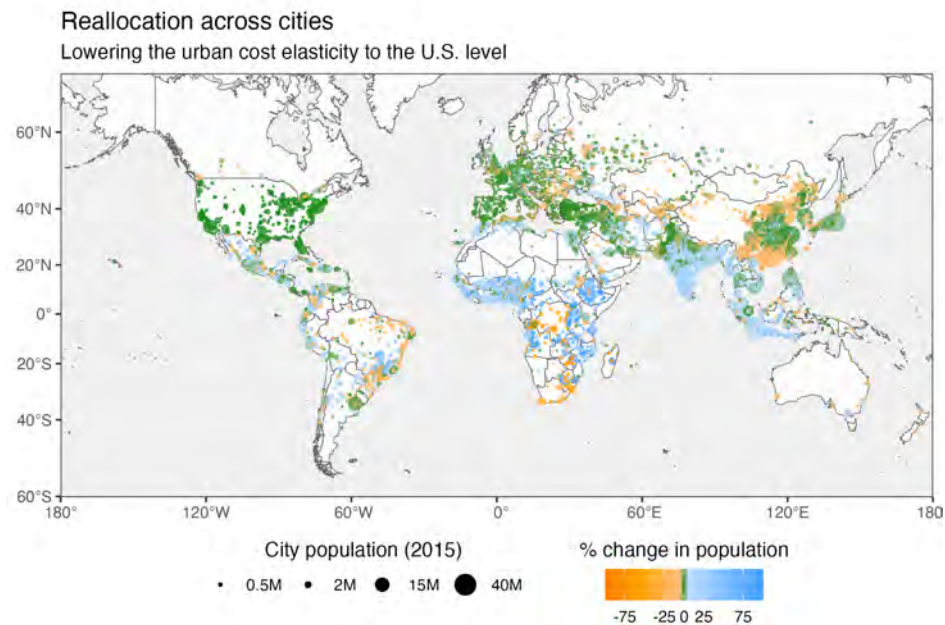 Reallocation across cities
Lowering the urban cost elasticity to the U.S. level
60°N
40°N
20°N
0°
20°S
40°S
60°S
180° 120°W 60°W 0° 60°E 120°E 180°
City population (2015)
0.5M 2M 15M 40M
% change in population
-75 -25 0 25 75